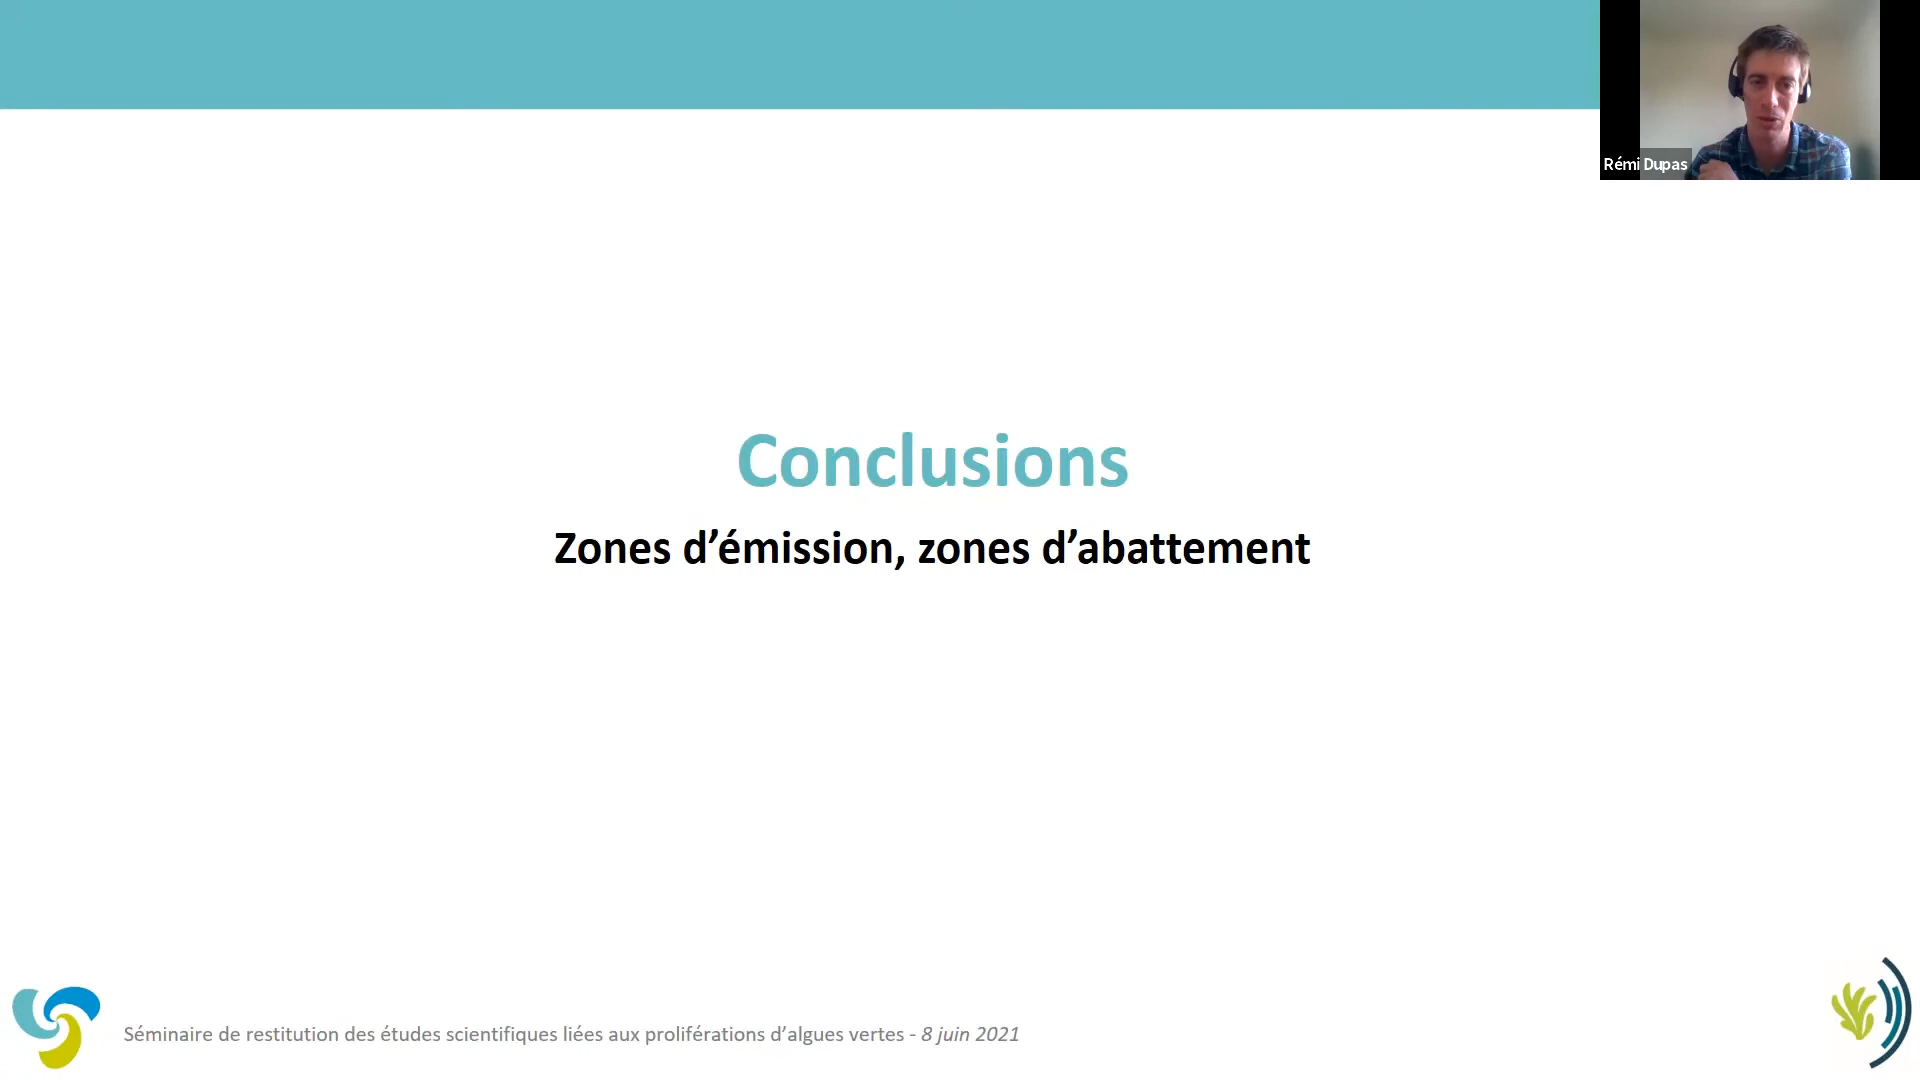 Rémi Dupas
Conclusions
Zones d’émission, zones d’abattement
Séminaire de restitution des études scientifiques liées aux proliférations d’algues vertes - 8 juin 2021